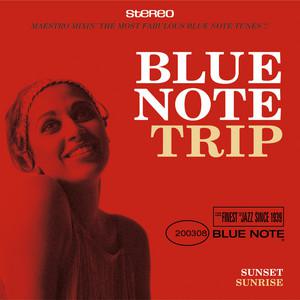 stereo
MAESTRO MIXIN' THE MOST FABULOUS BLUE NOTE TUNES!!
BLUE
NOTE
TRIP
THE FINEST IN JAZZ SINCE 1939
200308 BLUE NOTE
SUNSET
SUNRISE